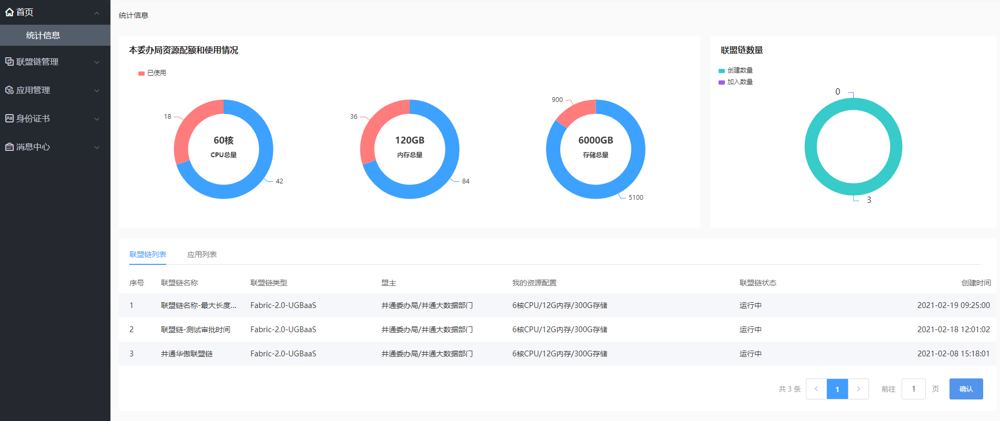 首页
统计信息
联盟链管理
应用管理
身份证书
消息中心
统计信息
本委办局资源配额和使用情况
已使用
18
60核
CPU总量
42
36
120GB
内存总量
84
900
6000GB
存储总量
5100
联盟链数量
创建数量
加入数量
0
3
联盟链列表 应用列表
序号 联盟链名称 联盟链类型 盟主 我的资源配置 联盟链状态 创建时间
1 联盟链名称-最大长度... Fabric-2.0-UGBaaS 井通委办局/井通大数据部门 6核CPU/12G内存/300G存储 运行中 2021-02-19 09:25:00
2 联盟链-测试审批时间 Fabric-2.0-UGBaaS 井通委办局/井通大数据部门 6核CPU/12G内存/300G存储 运行中 2021-02-18 12:01:02
3 井通华傲联盟链 Fabric-2.0-UGBaaS 井通委办局/井通大数据部门 6核CPU/12G内存/300G存储 运行中 2021-02-08 15:18:01
共 3 条 1 前往 1 页 确认